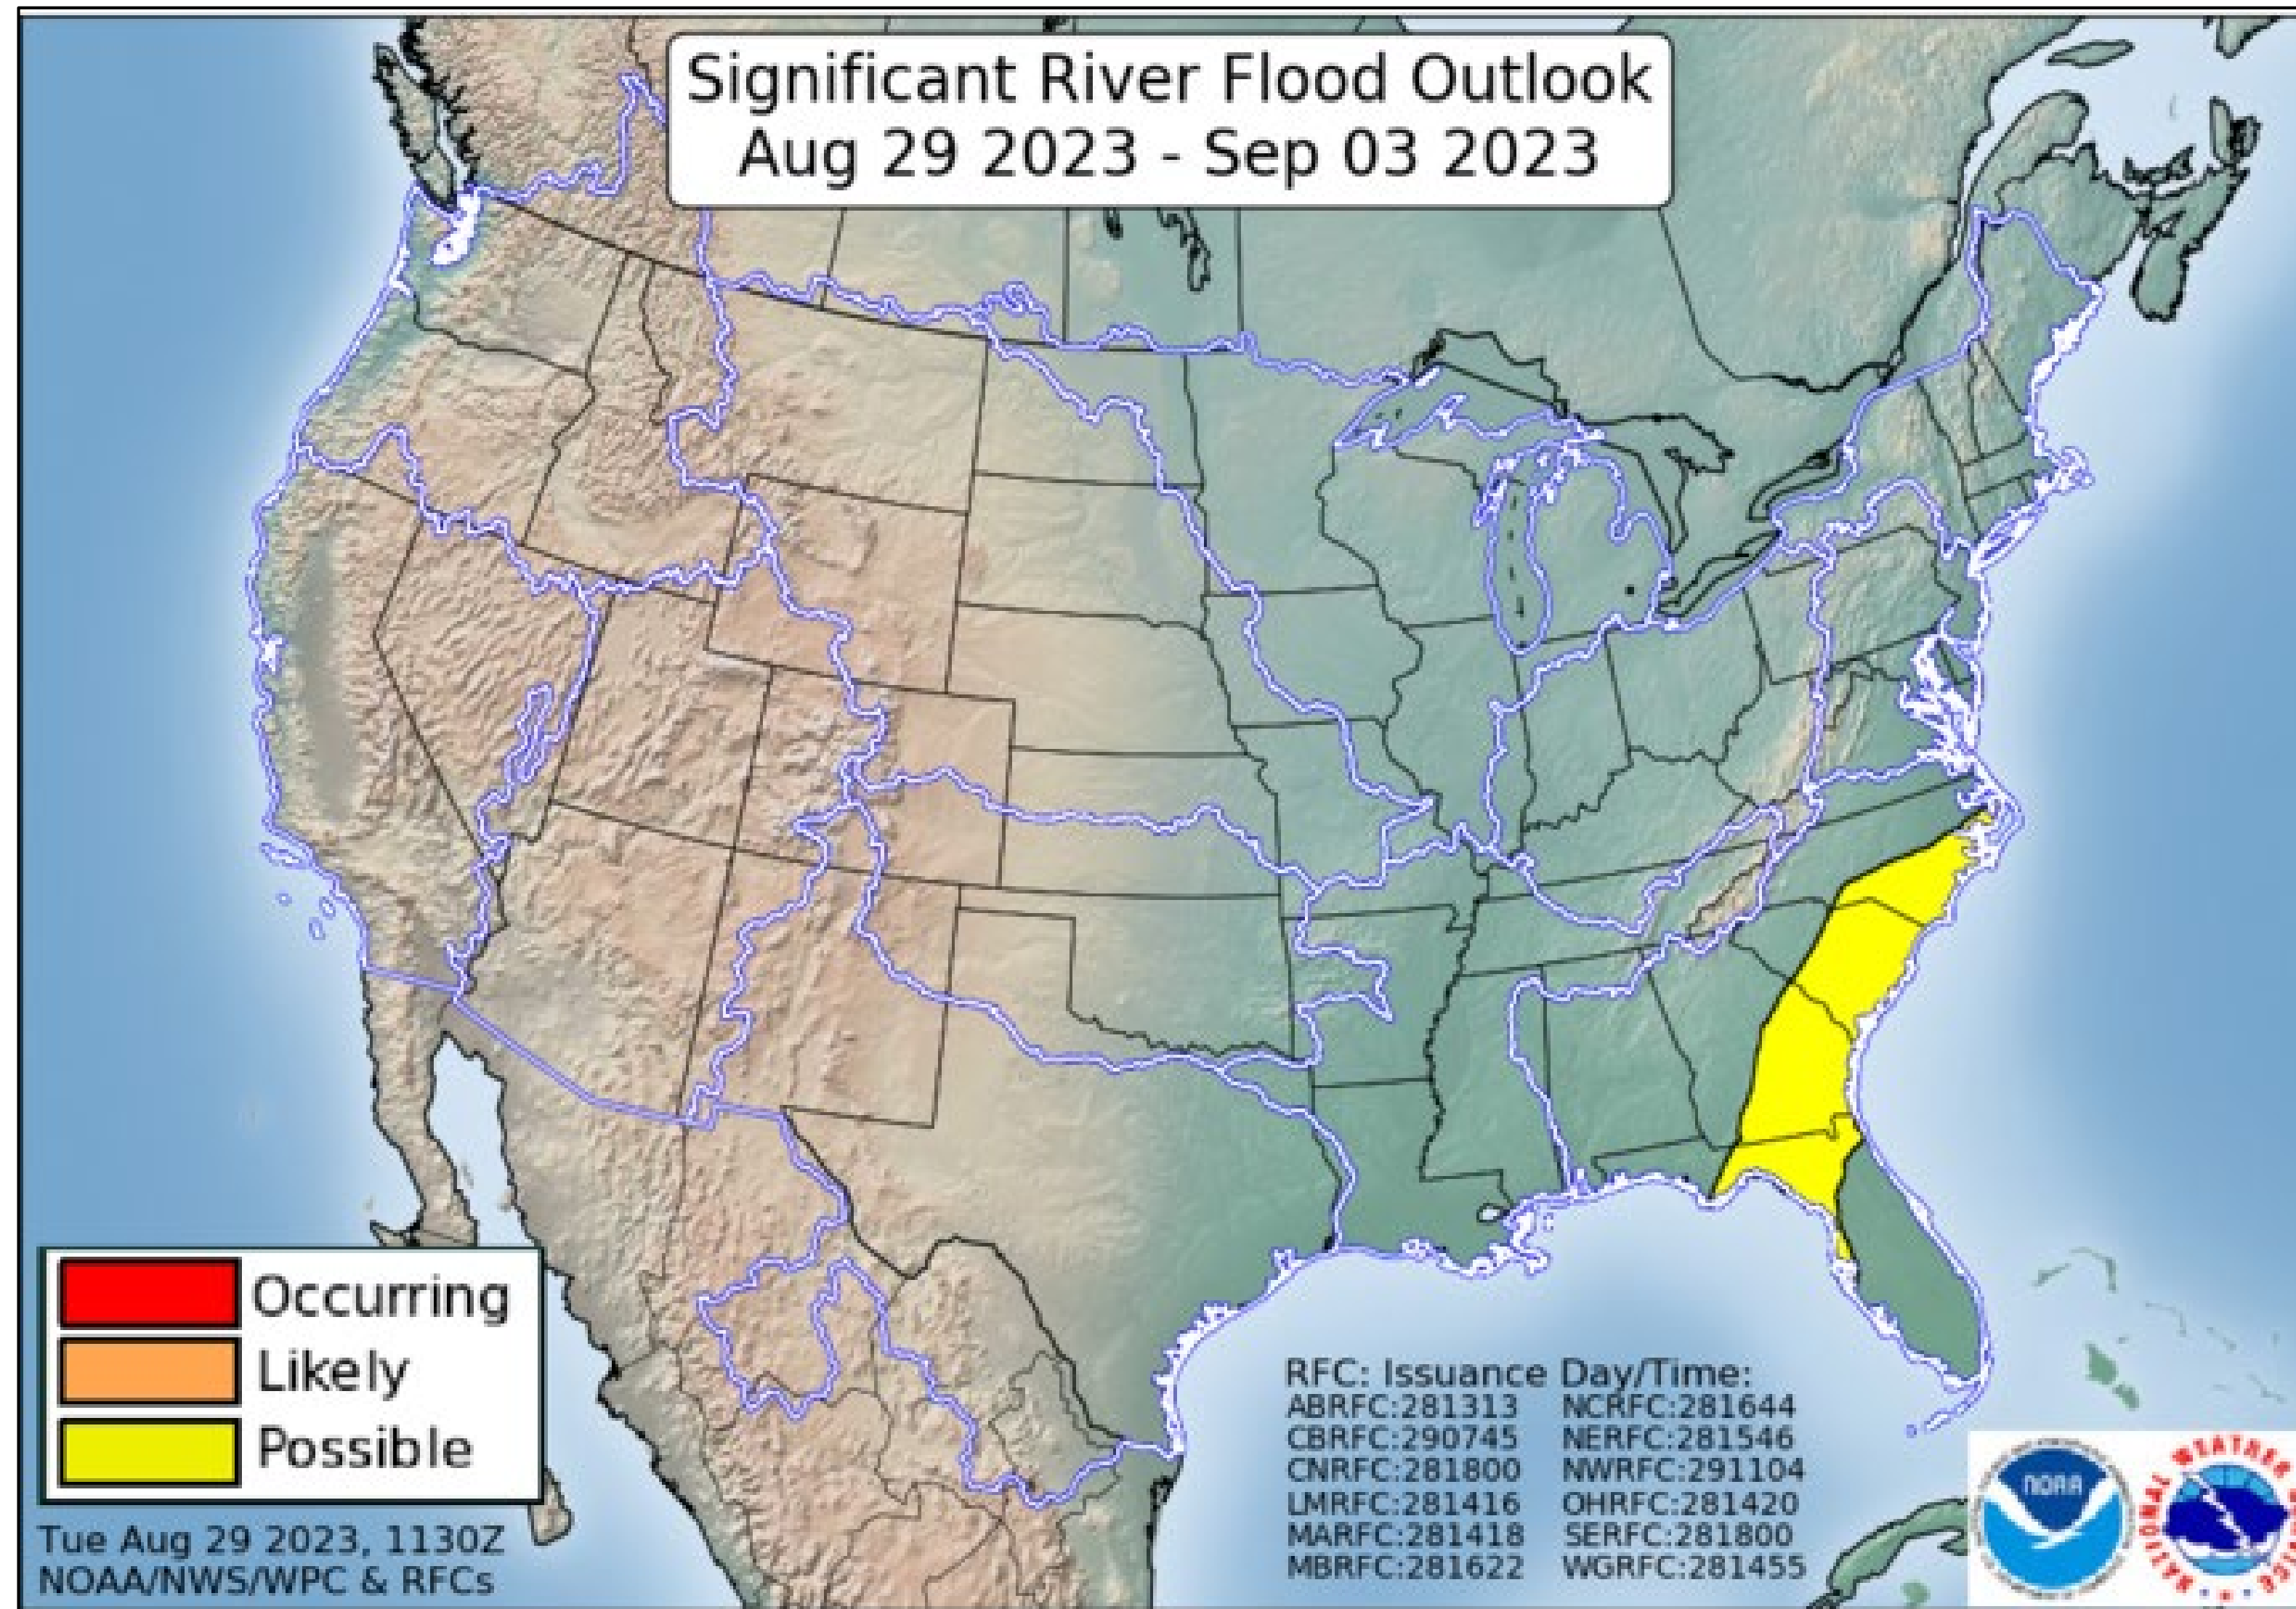 Significant River Flood Outlook
Aug 29 2023 - Sep 03 2023
Occurring
Likely
Possible
Tue Aug 29 2023, 1130Z
NOAA/NWS/WPC & RFCs
RFC: Issuance Day/Time:
ABRFC:281313 NCRFC:281644
CBRFC:290745 NERFC:281546
CNRFC:281800 NWRFC:291104
LMRFC:281416 OHRFC:281420
MARFC:281418 SERFC:281800
MBRFC:281622 WGRFC:281455
NOAA
NATIONAL WEATHER